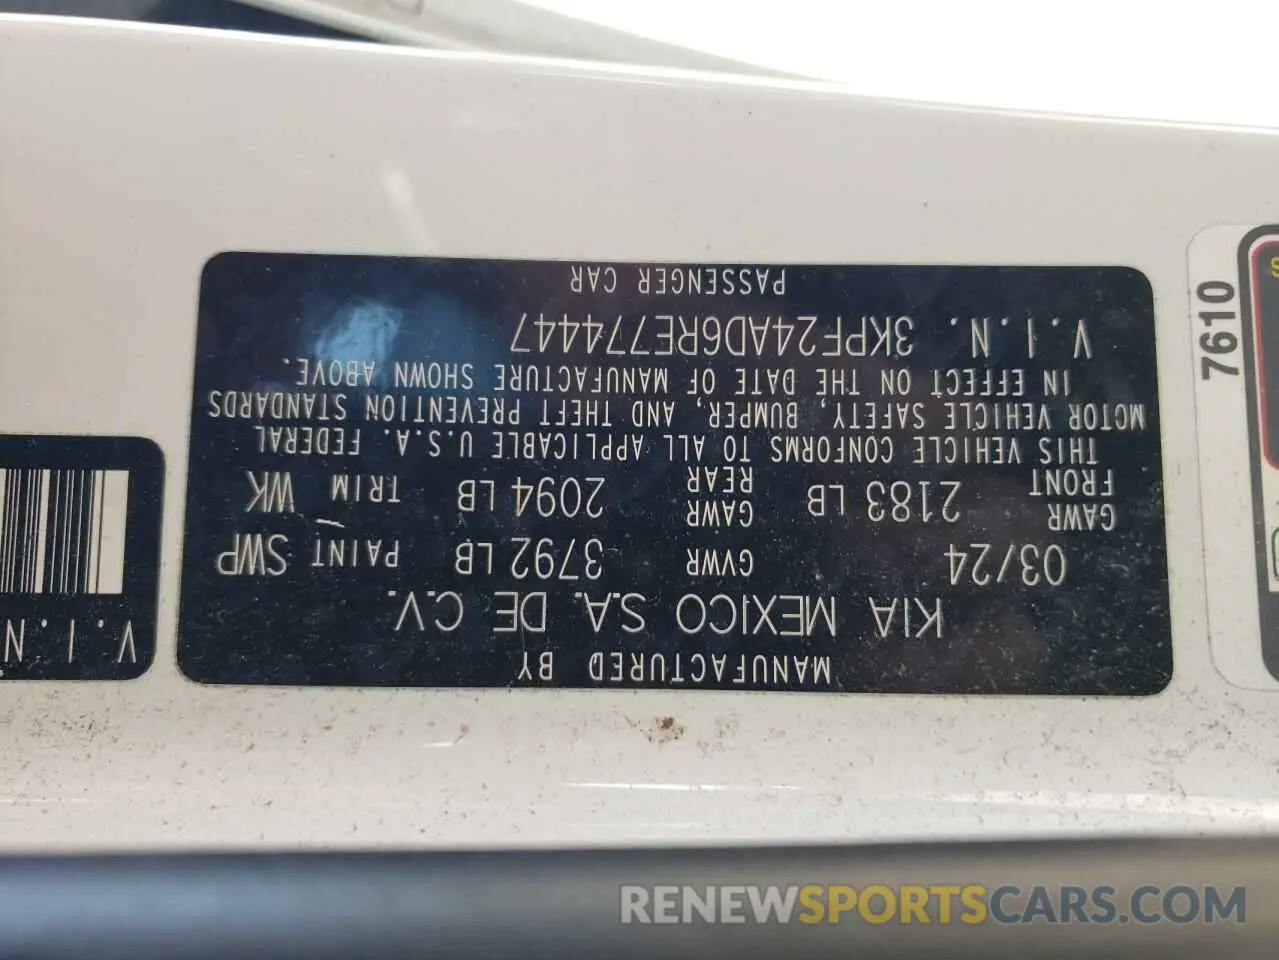 MANUFACTURED BY
KIA MEXICO S.A. DE C.V.
03/24 GVWR 3792 LB PAINT SWP
GAWR FRONT 2183 LB GAWR REAR 2094 LB TRIM WK
THIS VEHICLE CONFORMS TO ALL APPLICABLE U.S.A. FEDERAL
MOTOR VEHICLE SAFETY, BUMPER, AND THEFT PREVENTION STANDARDS
IN EFFECT ON THE DATE OF MANUFACTURE SHOWN ABOVE.
V.I.N. 3KPF24AD6RE774447
PASSENGER CAR
V.I.N.
7610
RENEWSPORTSCARS.COM